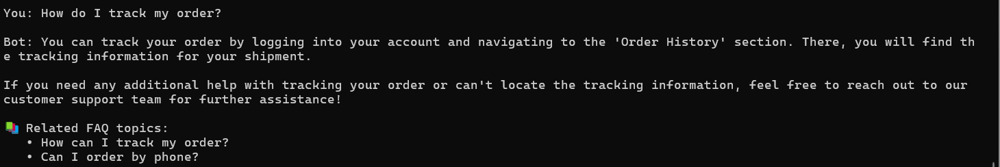 You: How do I track my order?
Bot: You can track your order by logging into your account and navigating to the 'Order History' section. There, you will find th
e tracking information for your shipment.
If you need any additional help with tracking your order or can't locate the tracking information, feel free to reach out to our
customer support team for further assistance!
📚 Related FAQ topics:
• How can I track my order?
• Can I order by phone?